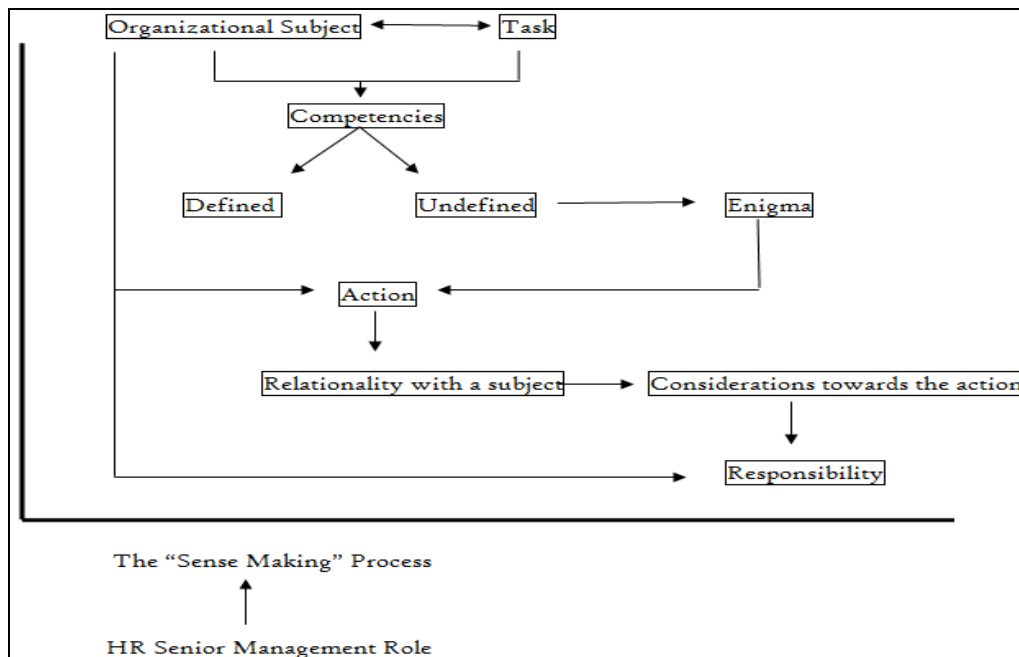 Organizational Subject
Task
Competencies
Defined
Undefined
Enigma
Action
Relationality with a subject
Considerations towards the action
Responsibility
The “Sense Making” Process
HR Senior Management Role